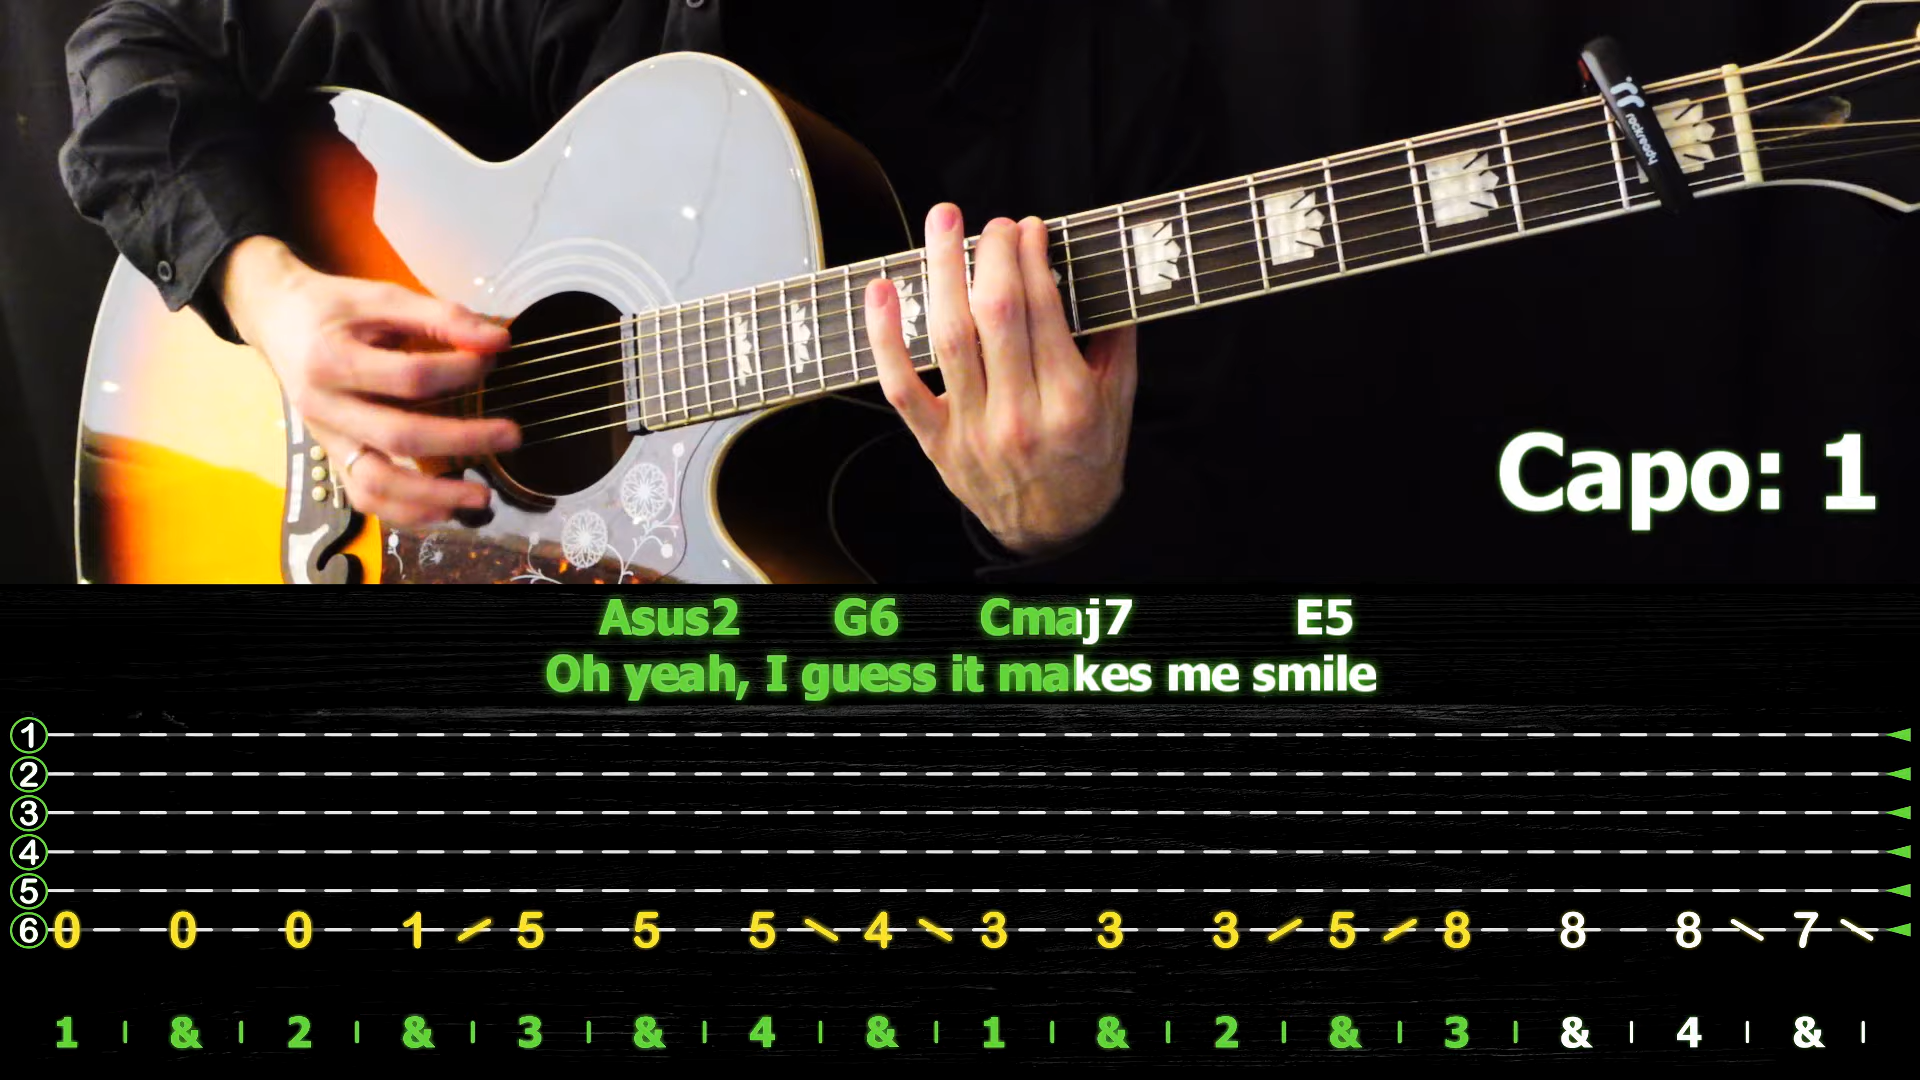 rockready
Capo: 1
Asus2 G6 Cmaj7 E5
Oh yeah, I guess it makes me smile
1
2
3
4
5
6 0 0 0 1 5 5 5 4 3 3 3 5 8 8 8 7
1 & 2 & 3 & 4 & 1 & 2 & 3 & 4 &